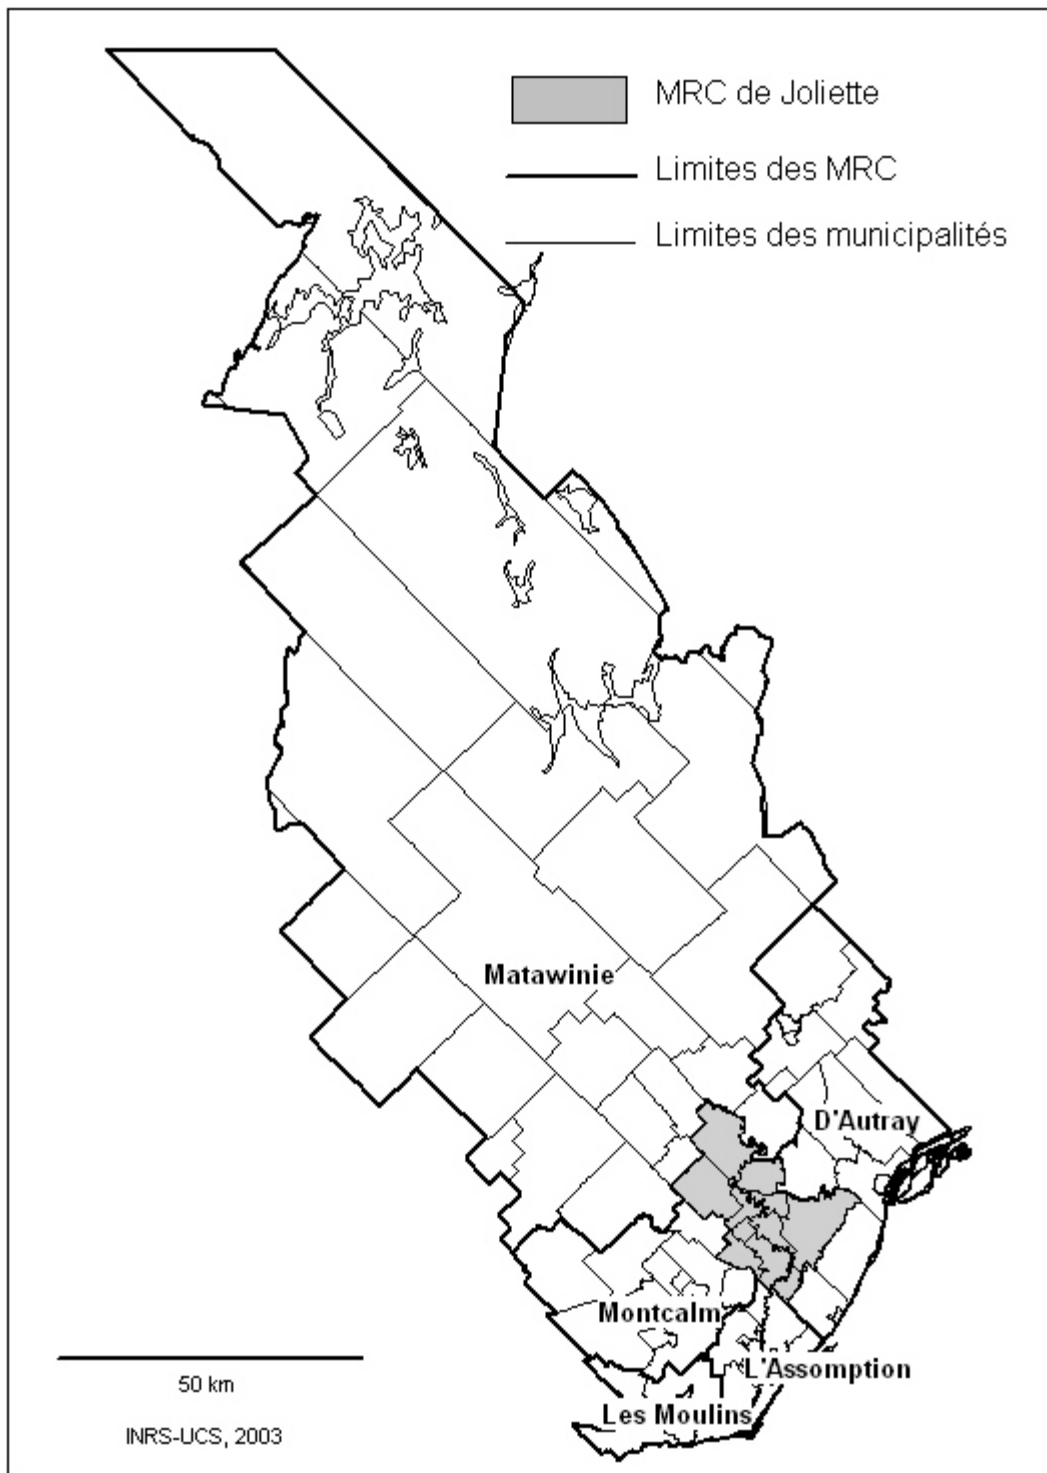 MRC de Joliette
Limites des MRC
Limites des municipalités
Matawinie
D'Autray
Montcalm
L'Assomption
Les Moulins
50 km
INRS-UCS, 2003